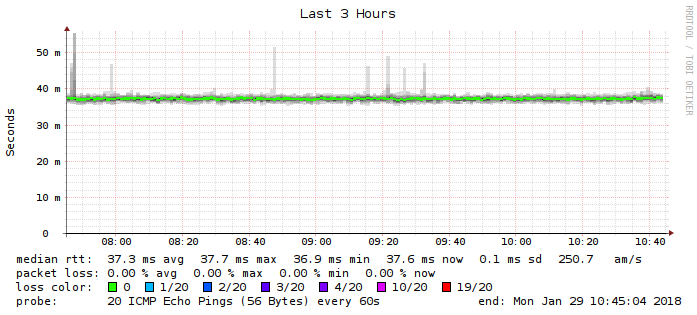 Last 3 Hours
RRDTOOL / TOBI OETIKER
Seconds
50 m
40 m
30 m
20 m
10 m
0
08:00 08:20 08:40 09:00 09:20 09:40 10:00 10:20 10:40
median rtt: 37.3 ms avg 37.7 ms max 36.9 ms min 37.6 ms now 0.1 ms sd 250.7 am/s
packet loss: 0.00 % avg 0.00 % max 0.00 % min 0.00 % now
loss color: 0 1/20 2/20 3/20 4/20 10/20 19/20
probe: 20 ICMP Echo Pings (56 Bytes) every 60s end: Mon Jan 29 10:45:04 2018